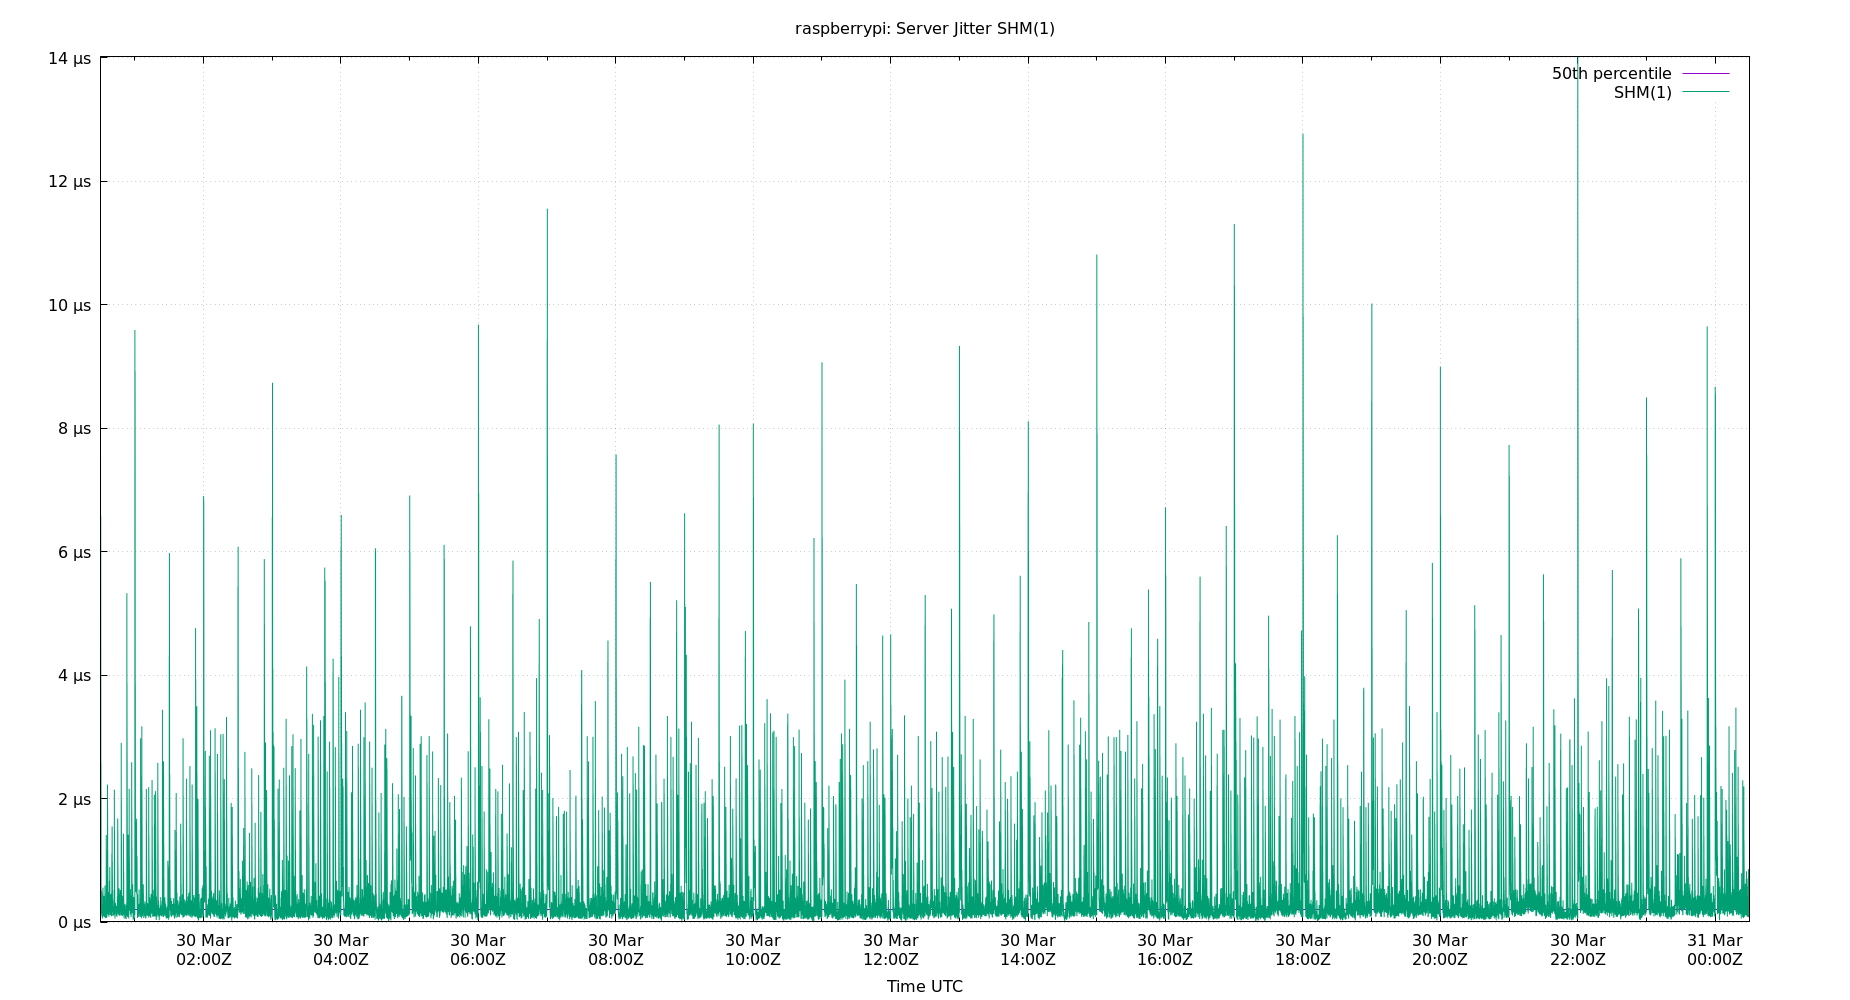 raspberrypi: Server Jitter SHM(1)
14 µs
12 µs
10 µs
8 µs
6 µs
4 µs
2 µs
0 µs
50th percentile
SHM(1)
30 Mar 30 Mar 30 Mar 30 Mar 30 Mar 30 Mar 30 Mar 30 Mar 30 Mar 30 Mar 30 Mar 31 Mar
02:00Z 04:00Z 06:00Z 08:00Z 10:00Z 12:00Z 14:00Z 16:00Z 18:00Z 20:00Z 22:00Z 00:00Z
Time UTC